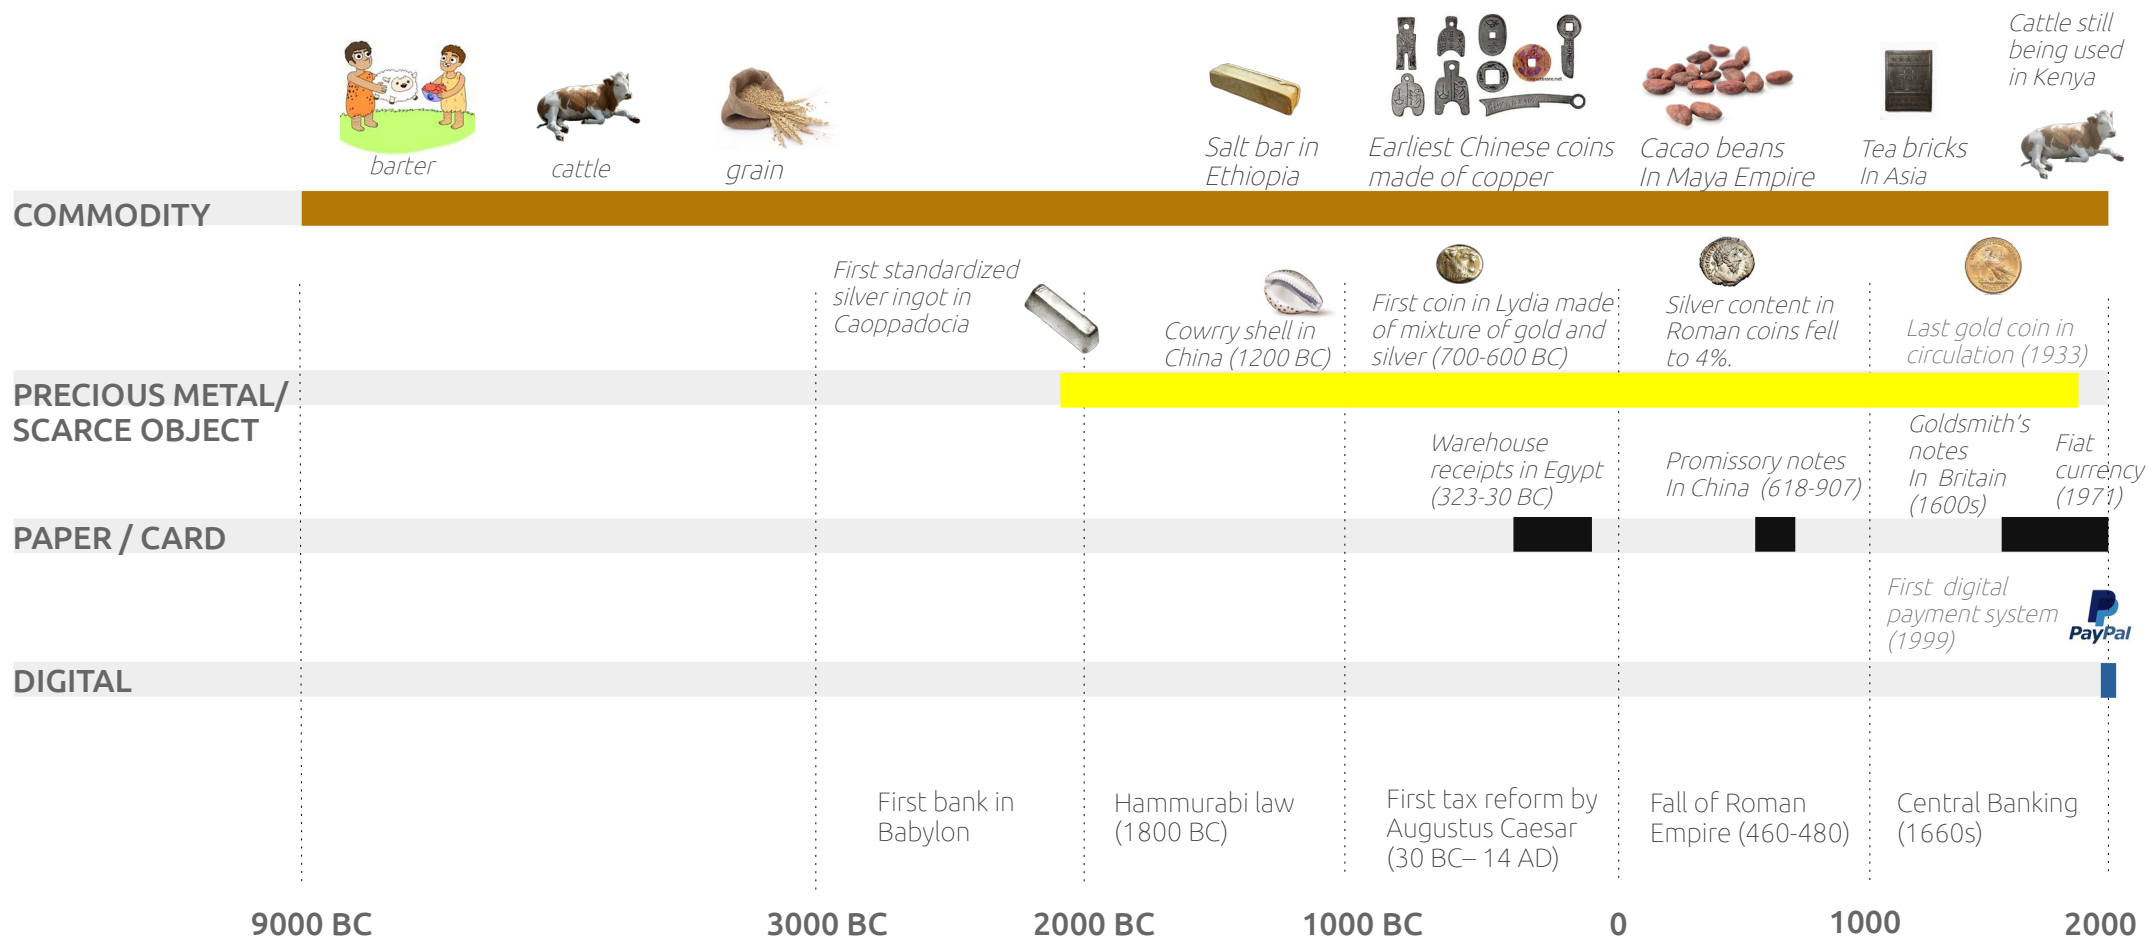 Cattle still
being used
in Kenya
barter
cattle
grain
Salt bar in
Ethiopia
Earliest Chinese coins
made of copper
Cacao beans
In Maya Empire
Tea bricks
In Asia
COMMODITY
First standardized
silver ingot in
Caoppadocia
Cowrry shell in
China (1200 BC)
First coin in Lydia made
of mixture of gold and
silver (700-600 BC)
Silver content in
Roman coins fell
to 4%.
Last gold coin in
circulation (1933)
PRECIOUS METAL/
SCARCE OBJECT
Warehouse
receipts in Egypt
(323-30 BC)
Promissory notes
In China (618-907)
Goldsmith's
notes
In Britain
(1600s)
Fiat
currency
(1971)
PAPER / CARD
First digital
payment system
(1999)
PayPal
DIGITAL
First bank in
Babylon
Hammurabi law
(1800 BC)
First tax reform by
Augustus Caesar
(30 BC– 14 AD)
Fall of Roman
Empire (460-480)
Central Banking
(1660s)
9000 BC
3000 BC
2000 BC
1000 BC
0
1000
2000